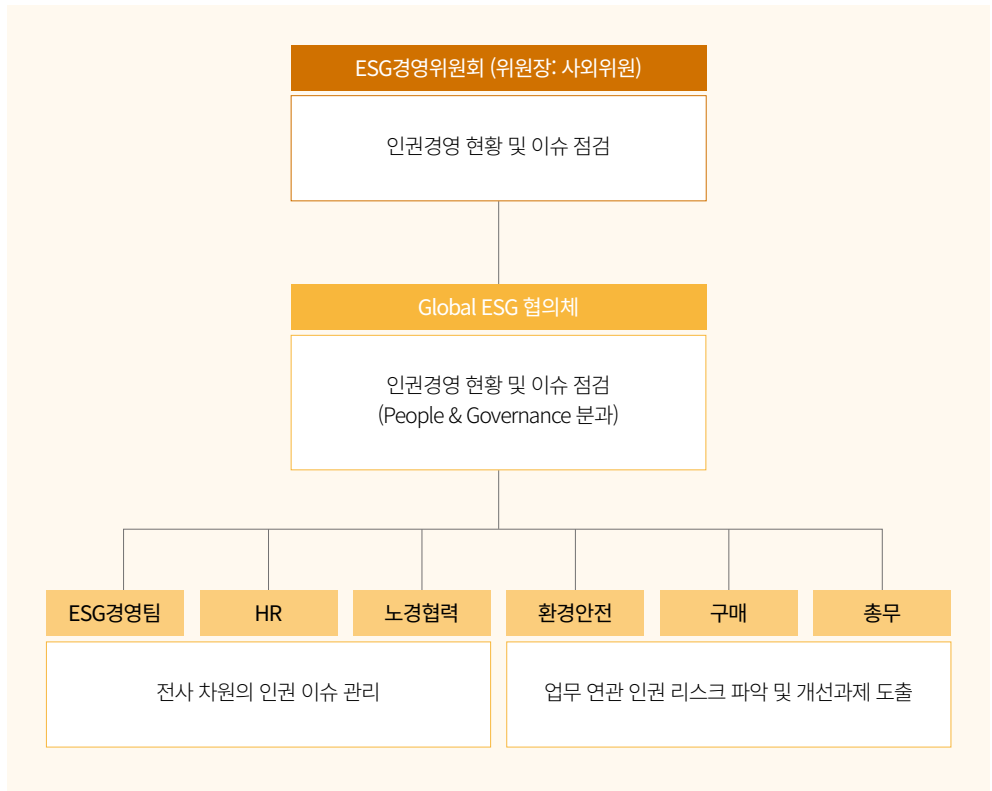 ESG경영위원회 (위원장: 사외위원)
인권경영 현황 및 이슈 점검
Global ESG 협의체
인권경영 현황 및 이슈 점검
(People & Governance 분과)
ESG경영팀
HR
노경협력
환경안전
구매
총무
전사 차원의 인권 이슈 관리
업무 연관 인권 리스크 파악 및 개선과제 도출